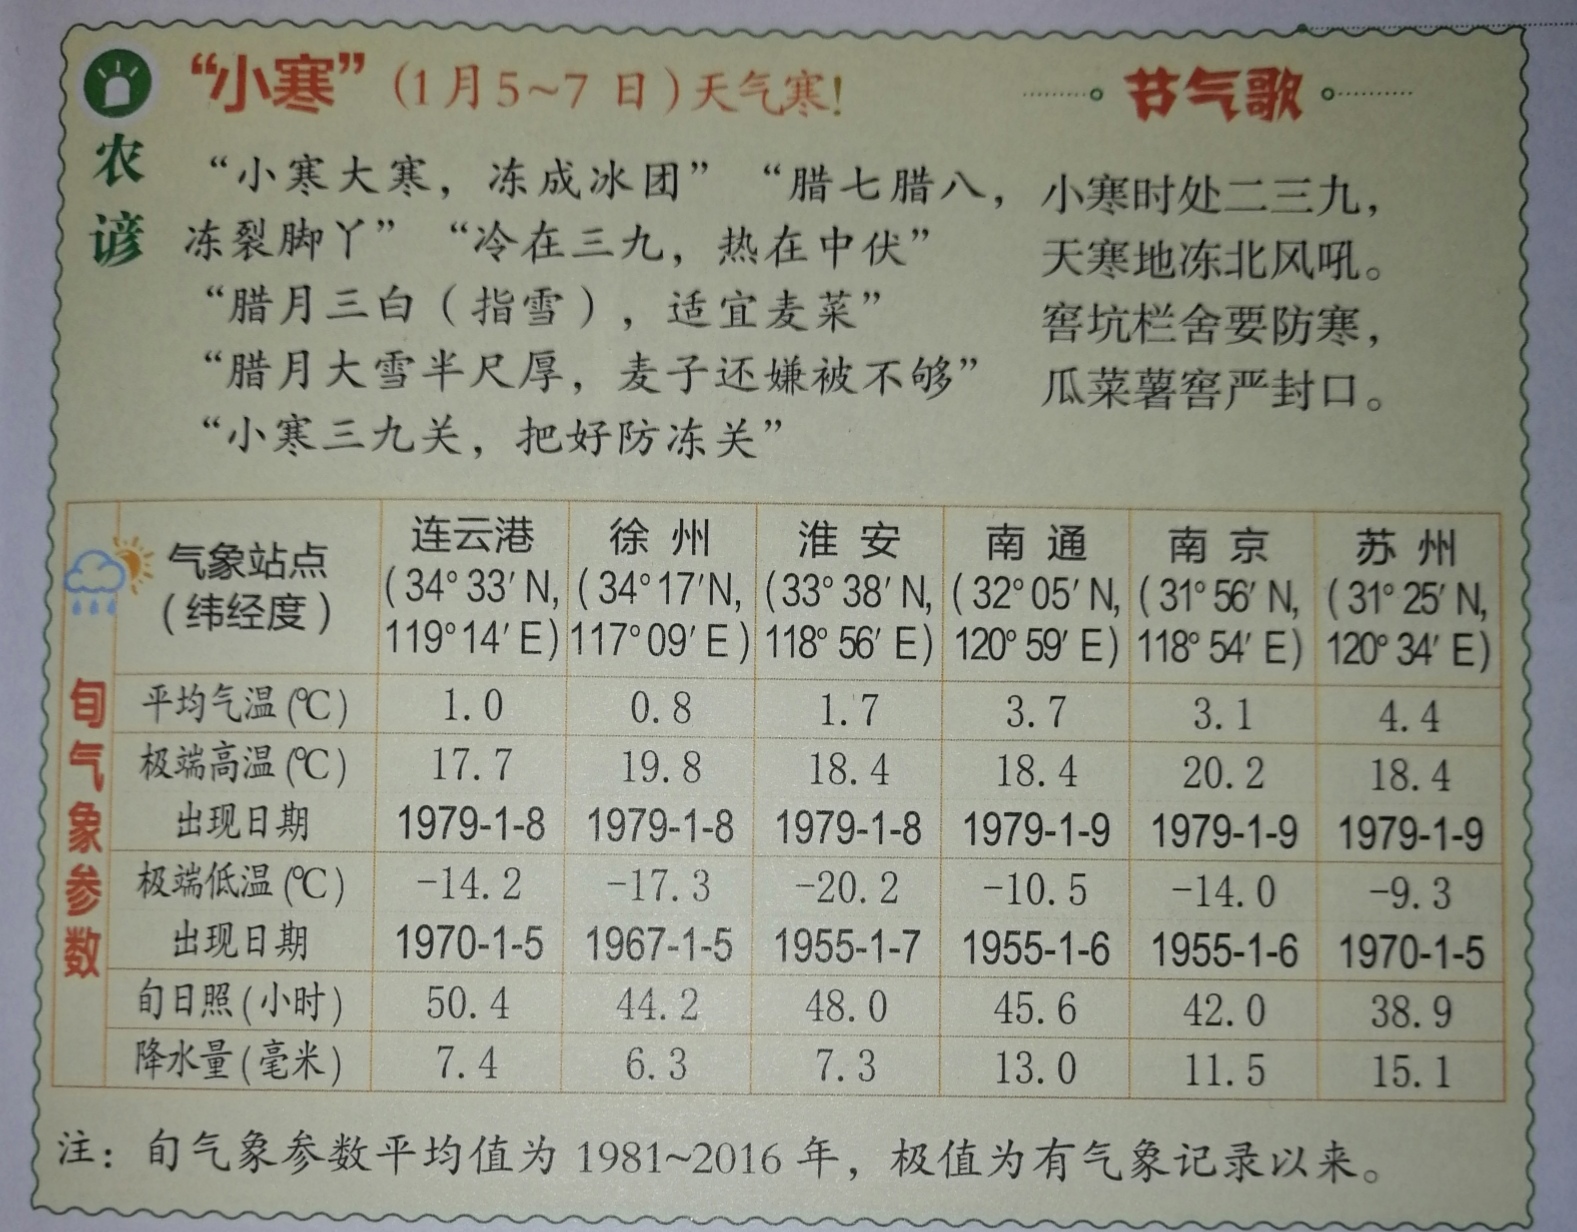 “小寒”(1月5~7 日)天气寒!
农谚
“小寒大寒，冻成冰团” “腊七腊八，
冻裂脚丫” “冷在三九，热在中伏”
“腊月三白(指雪)，适宜麦菜”
“腊月大雪半尺厚，麦子还嫌被不够”
“小寒三九关，把好防冻关”
节气歌
小寒时处二三九，
天寒地冻北风吼。
窖坑栏舍要防寒，
瓜菜薯窖严封口。
旬气象参数
气象站点 连云港 徐州 淮安 南通 南京 苏州
(纬经度) (34°33′N, (34°17′N, (33°38′N, (32°05′N, (31°56′N, (31°25′N,
119°14′E) 117°09′E) 118°56′E) 120°59′E) 118°54′E) 120°34′E)
平均气温(℃) 1.0 0.8 1.7 3.7 3.1 4.4
极端高温(℃) 17.7 19.8 18.4 18.4 20.2 18.4
出现日期 1979-1-8 1979-1-8 1979-1-8 1979-1-9 1979-1-9 1979-1-9
极端低温(℃) -14.2 -17.3 -20.2 -10.5 -14.0 -9.3
出现日期 1970-1-5 1967-1-5 1955-1-7 1955-1-6 1955-1-6 1970-1-5
旬日照(小时) 50.4 44.2 48.0 45.6 42.0 38.9
降水量(毫米) 7.4 6.3 7.3 13.0 11.5 15.1
注：旬气象参数平均值为 1981~2016 年，极值为有气象记录以来。